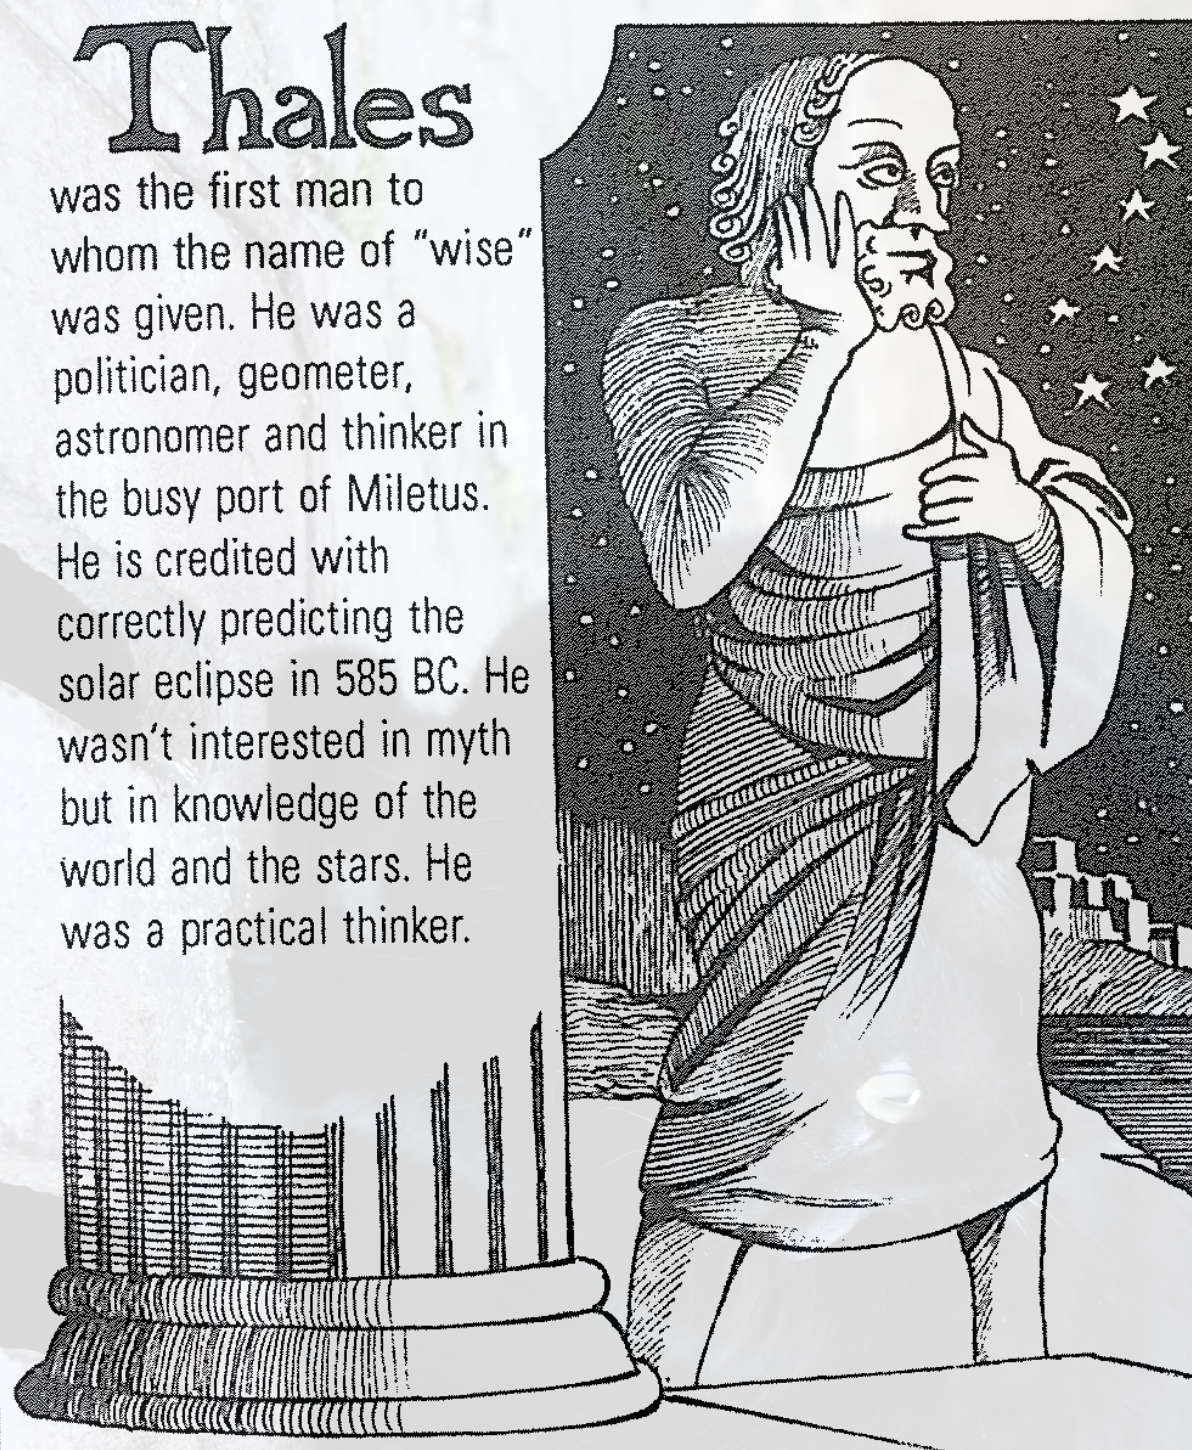 Thales
was the first man to
whom the name of "wise"
was given. He was a
politician, geometer,
astronomer and thinker in
the busy port of Miletus.
He is credited with
correctly predicting the
solar eclipse in 585 BC. He
wasn't interested in myth
but in knowledge of the
world and the stars. He
was a practical thinker.